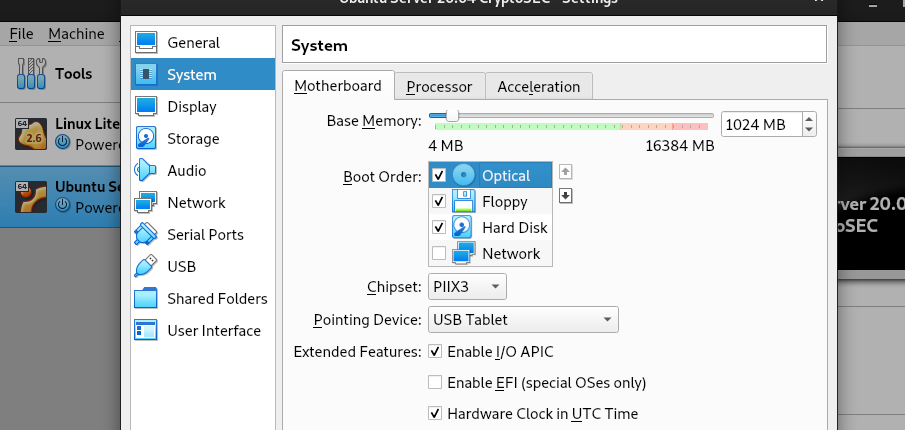 Ubuntu Server 20.04 CryptoSEC - Settings
File Machine
Tools
64
2.6
Linux Lite
Powere
64
Ubuntu Se
Powere
General
System
Display
Storage
Audio
Network
Serial Ports
USB
Shared Folders
User Interface
System
Motherboard Processor Acceleration
Base Memory: 1024 MB
4 MB 16384 MB
Boot Order: Optical
Floppy
Hard Disk
Network
Chipset: PIIX3
Pointing Device: USB Tablet
Extended Features: Enable I/O APIC
Enable EFI (special OSes only)
Hardware Clock in UTC Time
rver 20.0
oSEC